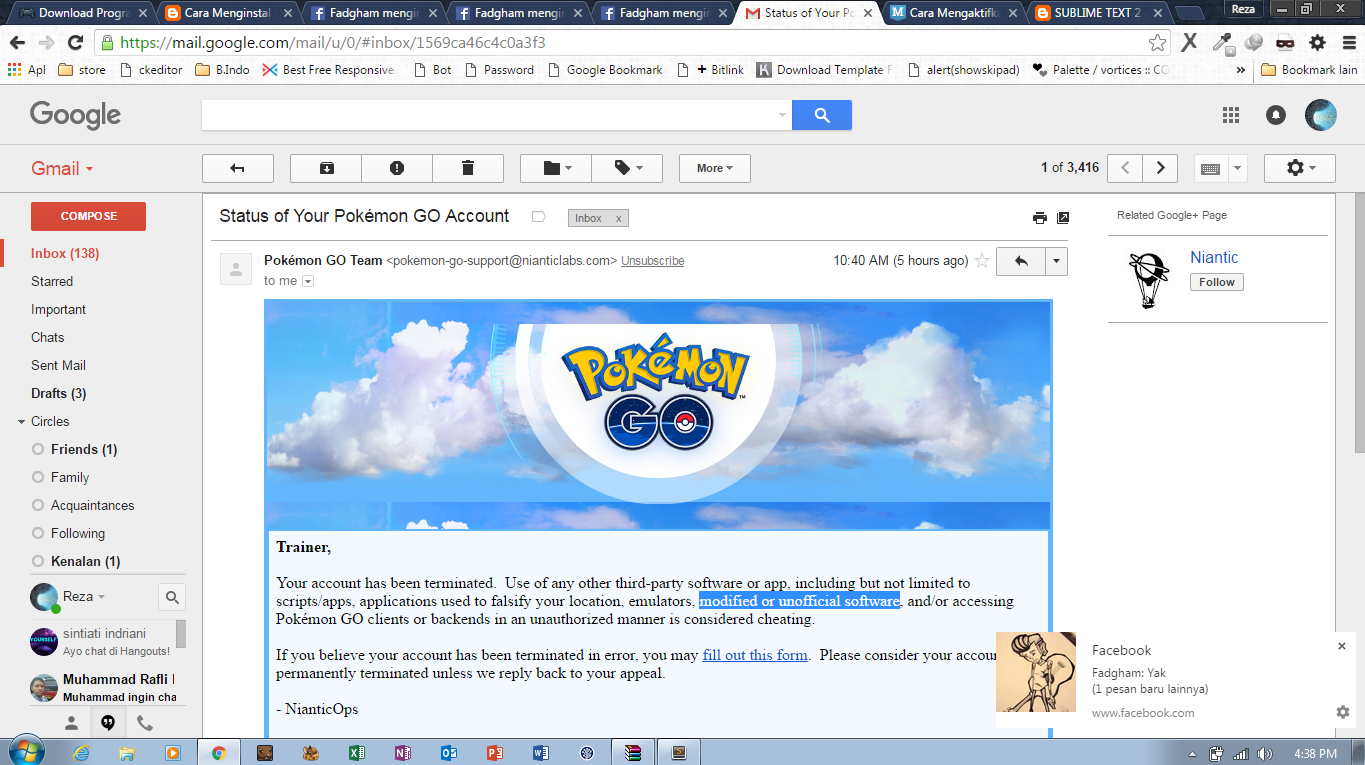 Download Progra
Cara Menginstal
Fadgham mengin
Fadgham mengin
Fadgham mengin
Status of Your Po
Cara Mengaktifk
SUBLIME TEXT 2
Reza
https://mail.google.com/mail/u/0/#inbox/1569ca46c4c0a3f3
Apl
store
ckeditor
B.Indo
Best Free Responsive
Bot
Password
Google Bookmark
+ Bitlink
Download Template F
alert(showskipad)
Palette / vortices :: CO
»
Bookmark lain
Google
Gmail
More
1 of 3,416
COMPOSE
Inbox (138)
Starred
Important
Chats
Sent Mail
Drafts (3)
Circles
Friends (1)
Family
Acquaintances
Following
Kenalan (1)
Reza
sintiati indriani
Ayo chat di Hangouts!
YOURSELF
Muhammad Rafli
Muhammad ingin cha
Status of Your Pokémon GO Account
Inbox x
Pokémon GO Team <pokemon-go-support@nianticlabs.com> Unsubscribe
10:40 AM (5 hours ago)
to me
POKéMON
TM
GO
Trainer,
Your account has been terminated. Use of any other third-party software or app, including but not limited to
scripts/apps, applications used to falsify your location, emulators, modified or unofficial software, and/or accessing
Pokémon GO clients or backends in an unauthorized manner is considered cheating.
If you believe your account has been terminated in error, you may fill out this form. Please consider your accou
permanently terminated unless we reply back to your appeal.
- NianticOps
Related Google+ Page
Niantic
Follow
Facebook
Fadgham: Yak
(1 pesan baru lainnya)
www.facebook.com
4:38 PM